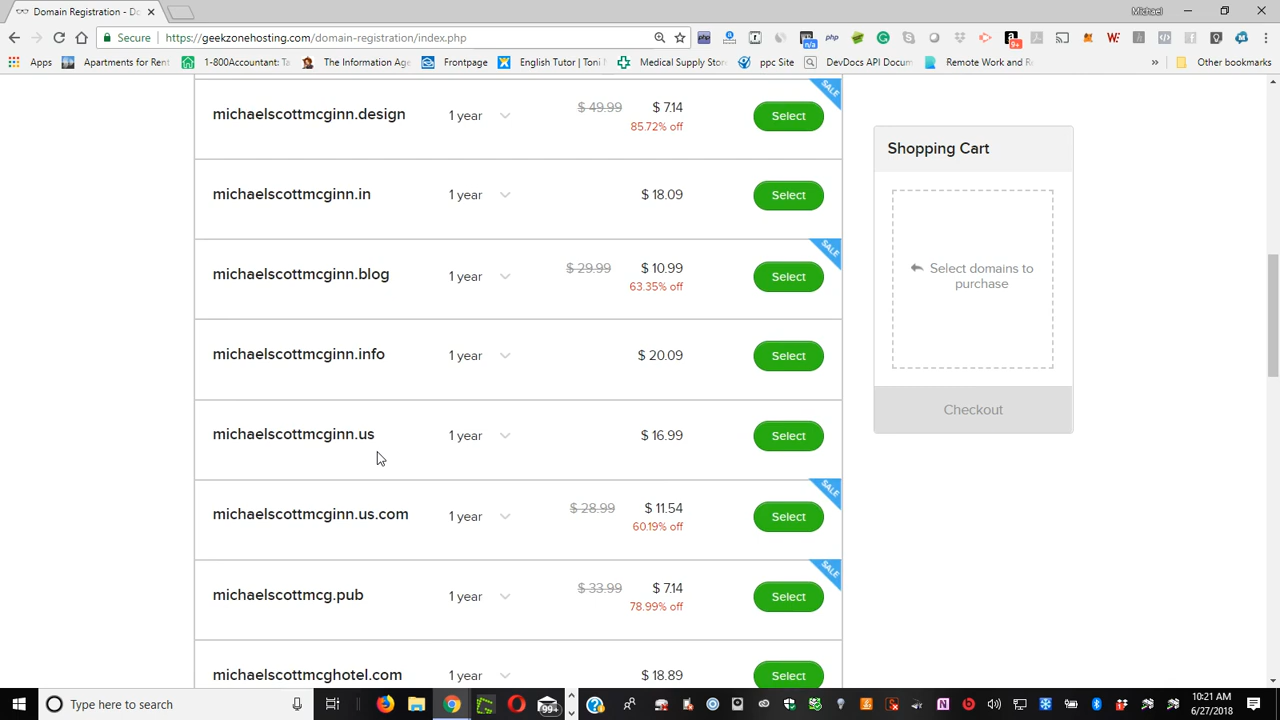 Domain Registration - Do
Michael
Secure
https://geekzonehosting.com/domain-registration/index.php
Apps
Apartments for Rent
1-800Accountant: Ta
The Information Age
Frontpage
English Tutor | Toni
Medical Supply Store
ppc Site
DevDocs API Docum
Remote Work and R
»
Other bookmarks
michaelscottmcginn.design 1 year $ 49.99 $ 7.14 Select
85.72% off
SALE
michaelscottmcginn.in 1 year $ 18.09 Select
michaelscottmcginn.blog 1 year $ 29.99 $ 10.99 Select
63.35% off
SALE
michaelscottmcginn.info 1 year $ 20.09 Select
michaelscottmcginn.us 1 year $ 16.99 Select
michaelscottmcginn.us.com 1 year $ 28.99 $ 11.54 Select
60.19% off
SALE
michaelscottmcg.pub 1 year $ 33.99 $ 7.14 Select
78.99% off
SALE
michaelscottmcghotel.com 1 year $ 18.89 Select
Shopping Cart
Select domains to
purchase
Checkout
Type here to search
99+
10:21 AM
6/27/2018